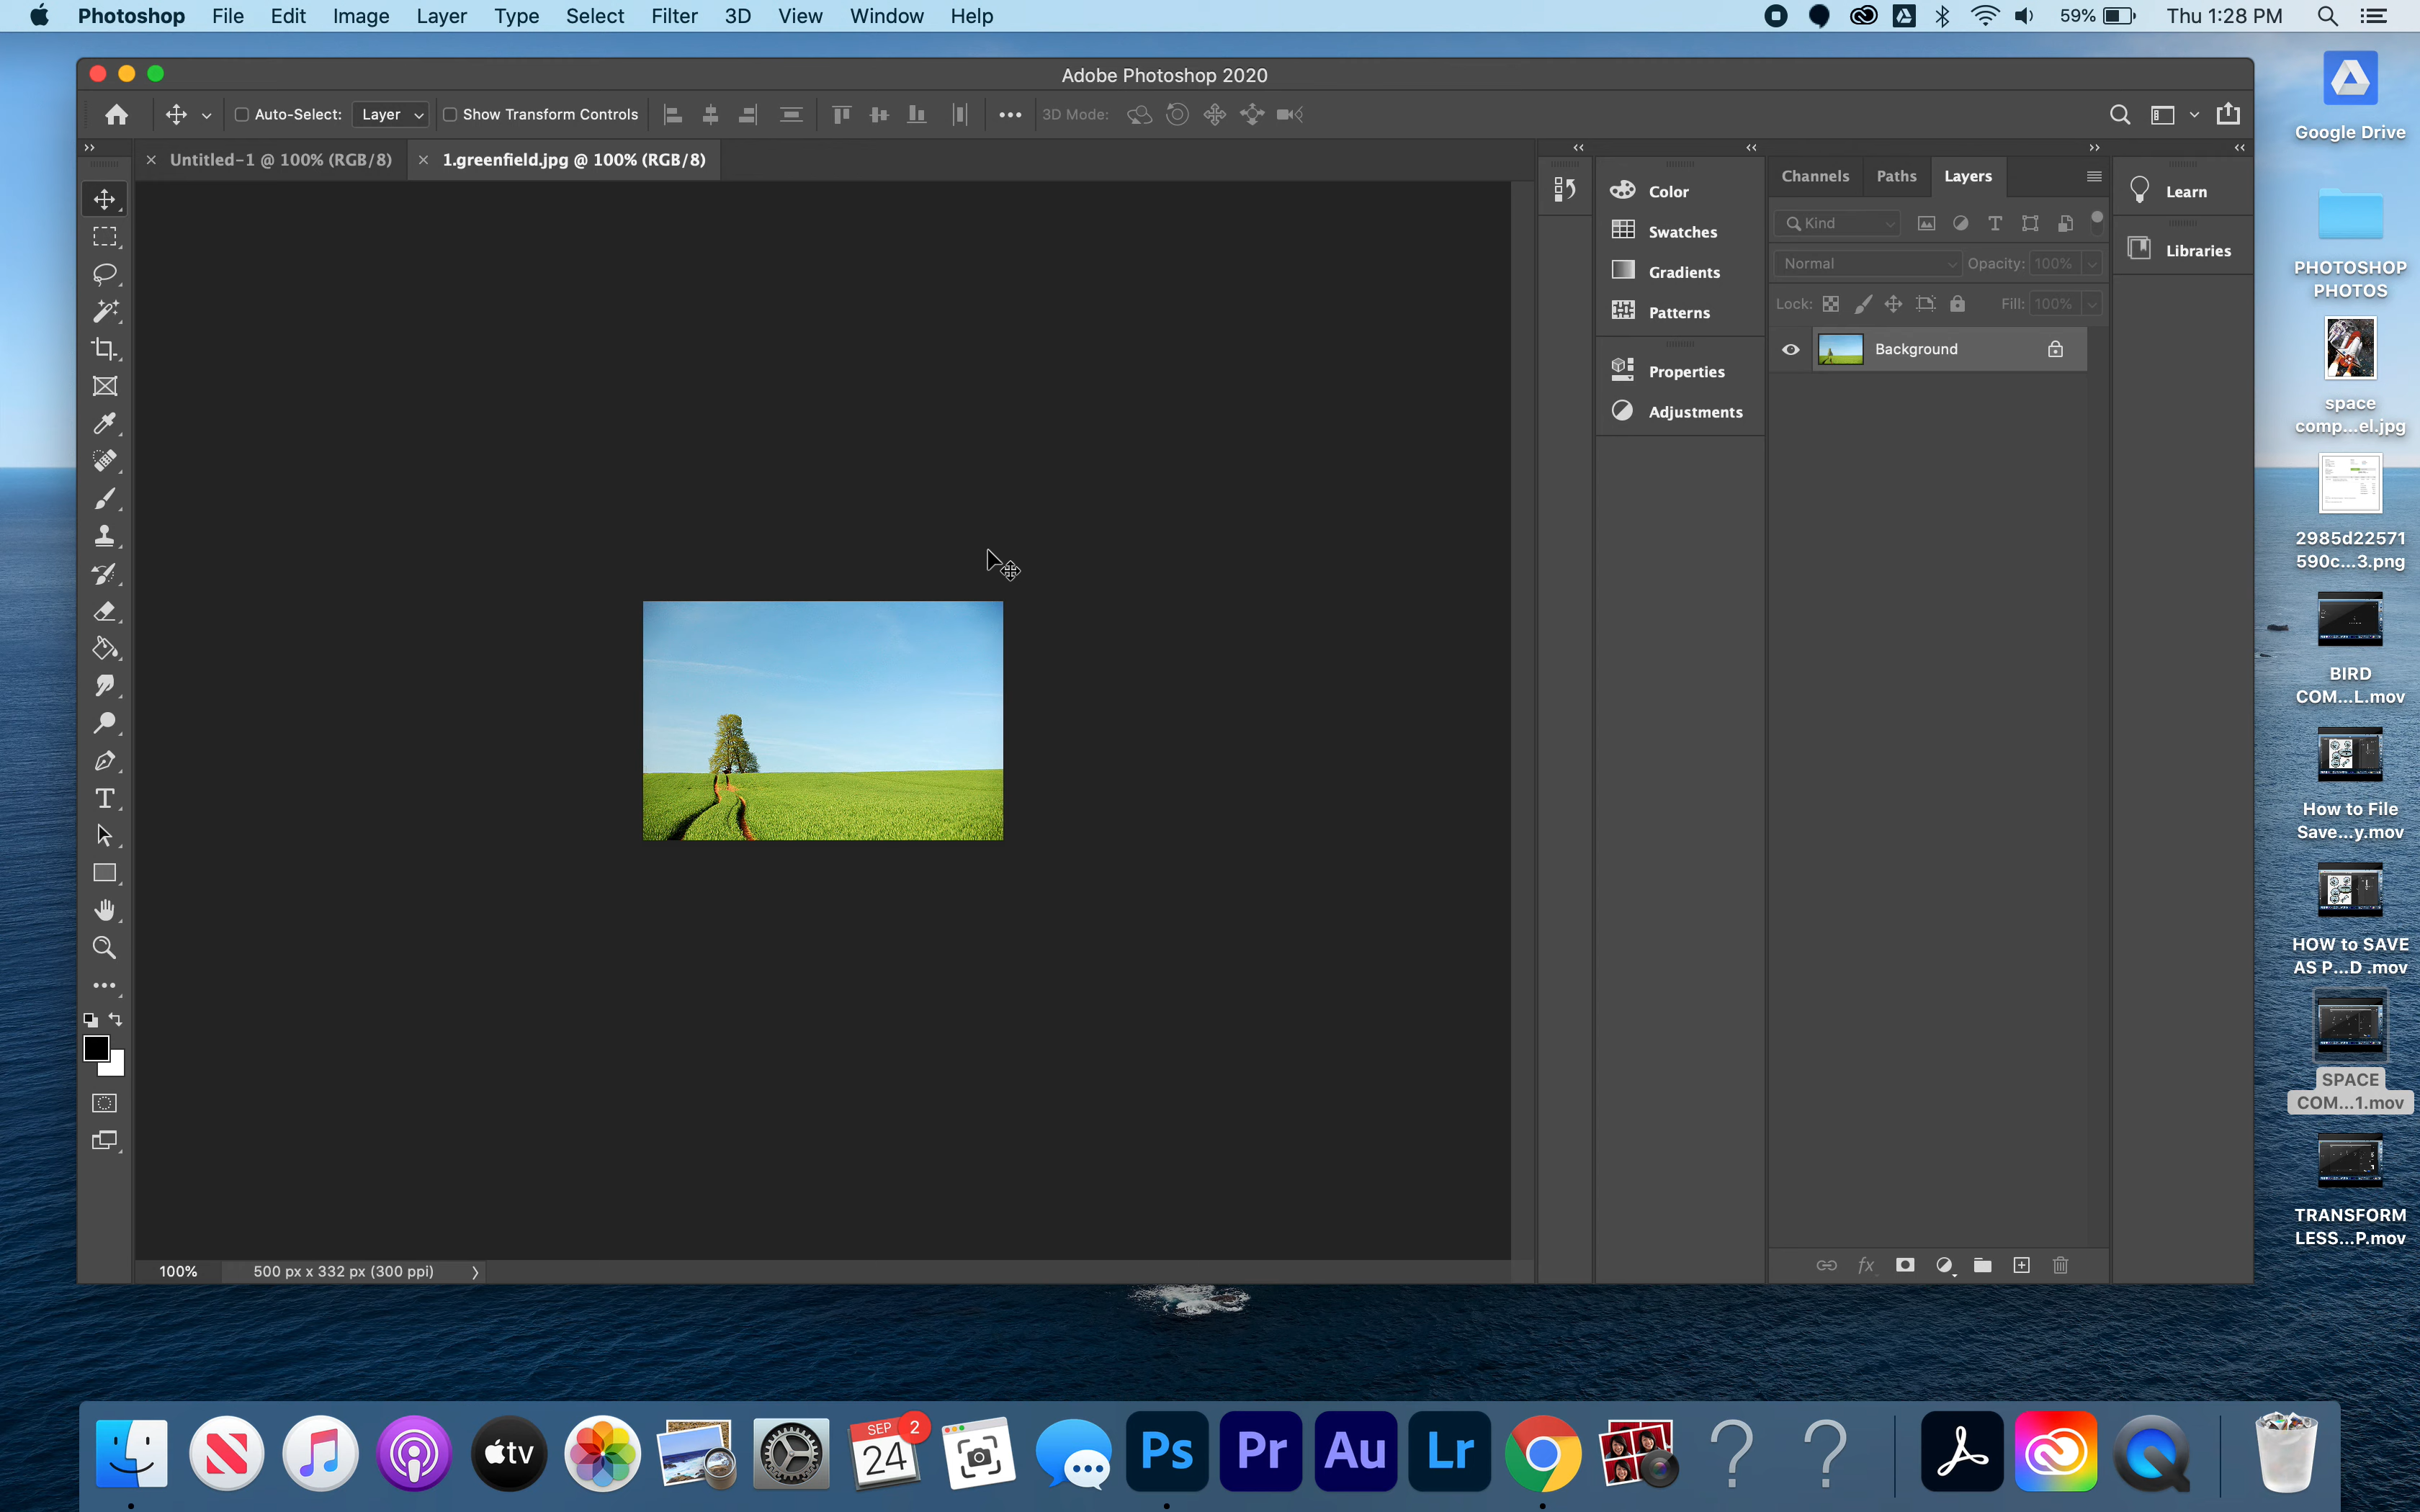 Photoshop File Edit Image Layer Type Select Filter 3D View Window Help 59% Thu 1:28 PM
Adobe Photoshop 2020
Auto-Select: Layer Show Transform Controls 3D Mode:
Untitled-1 @ 100% (RGB/8) 1.greenfield.jpg @ 100% (RGB/8)
Color
Swatches
Gradients
Patterns
Properties
Adjustments
Channels Paths Layers
Kind
Normal Opacity: 100%
Lock: Fill: 100%
Background
Learn
Libraries
100% 500 px x 332 px (300 ppi)
Google Drive
PHOTOSHOP
PHOTOS
space
comp...el.jpg
2985d22571
590c...3.png
BIRD
COM...L.mov
How to File
Save...y.mov
HOW to SAVE
AS P...D .mov
SPACE
COM...1.mov
TRANSFORM
LESS...P.mov
tv
SEP 2
24
Ps Pr Au Lr ? ?